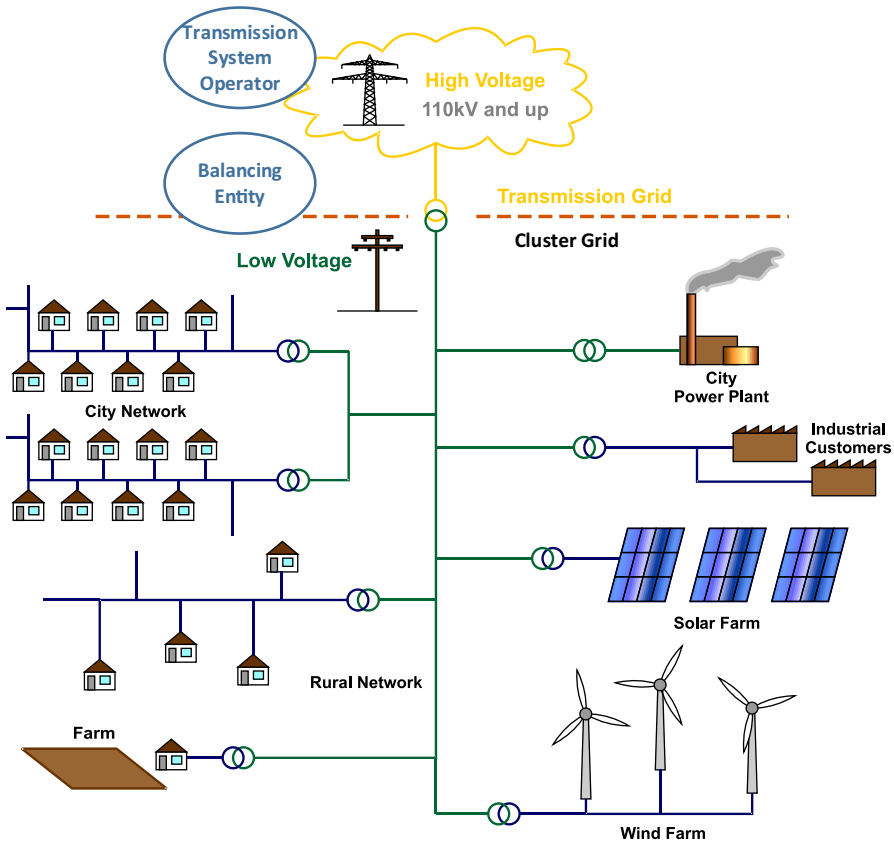 Transmission
System
Operator
High Voltage
110kV and up
Balancing
Entity
Transmission Grid
Cluster Grid
Low Voltage
City
Power Plant
City Network
Industrial
Customers
Solar Farm
Rural Network
Farm
Wind Farm